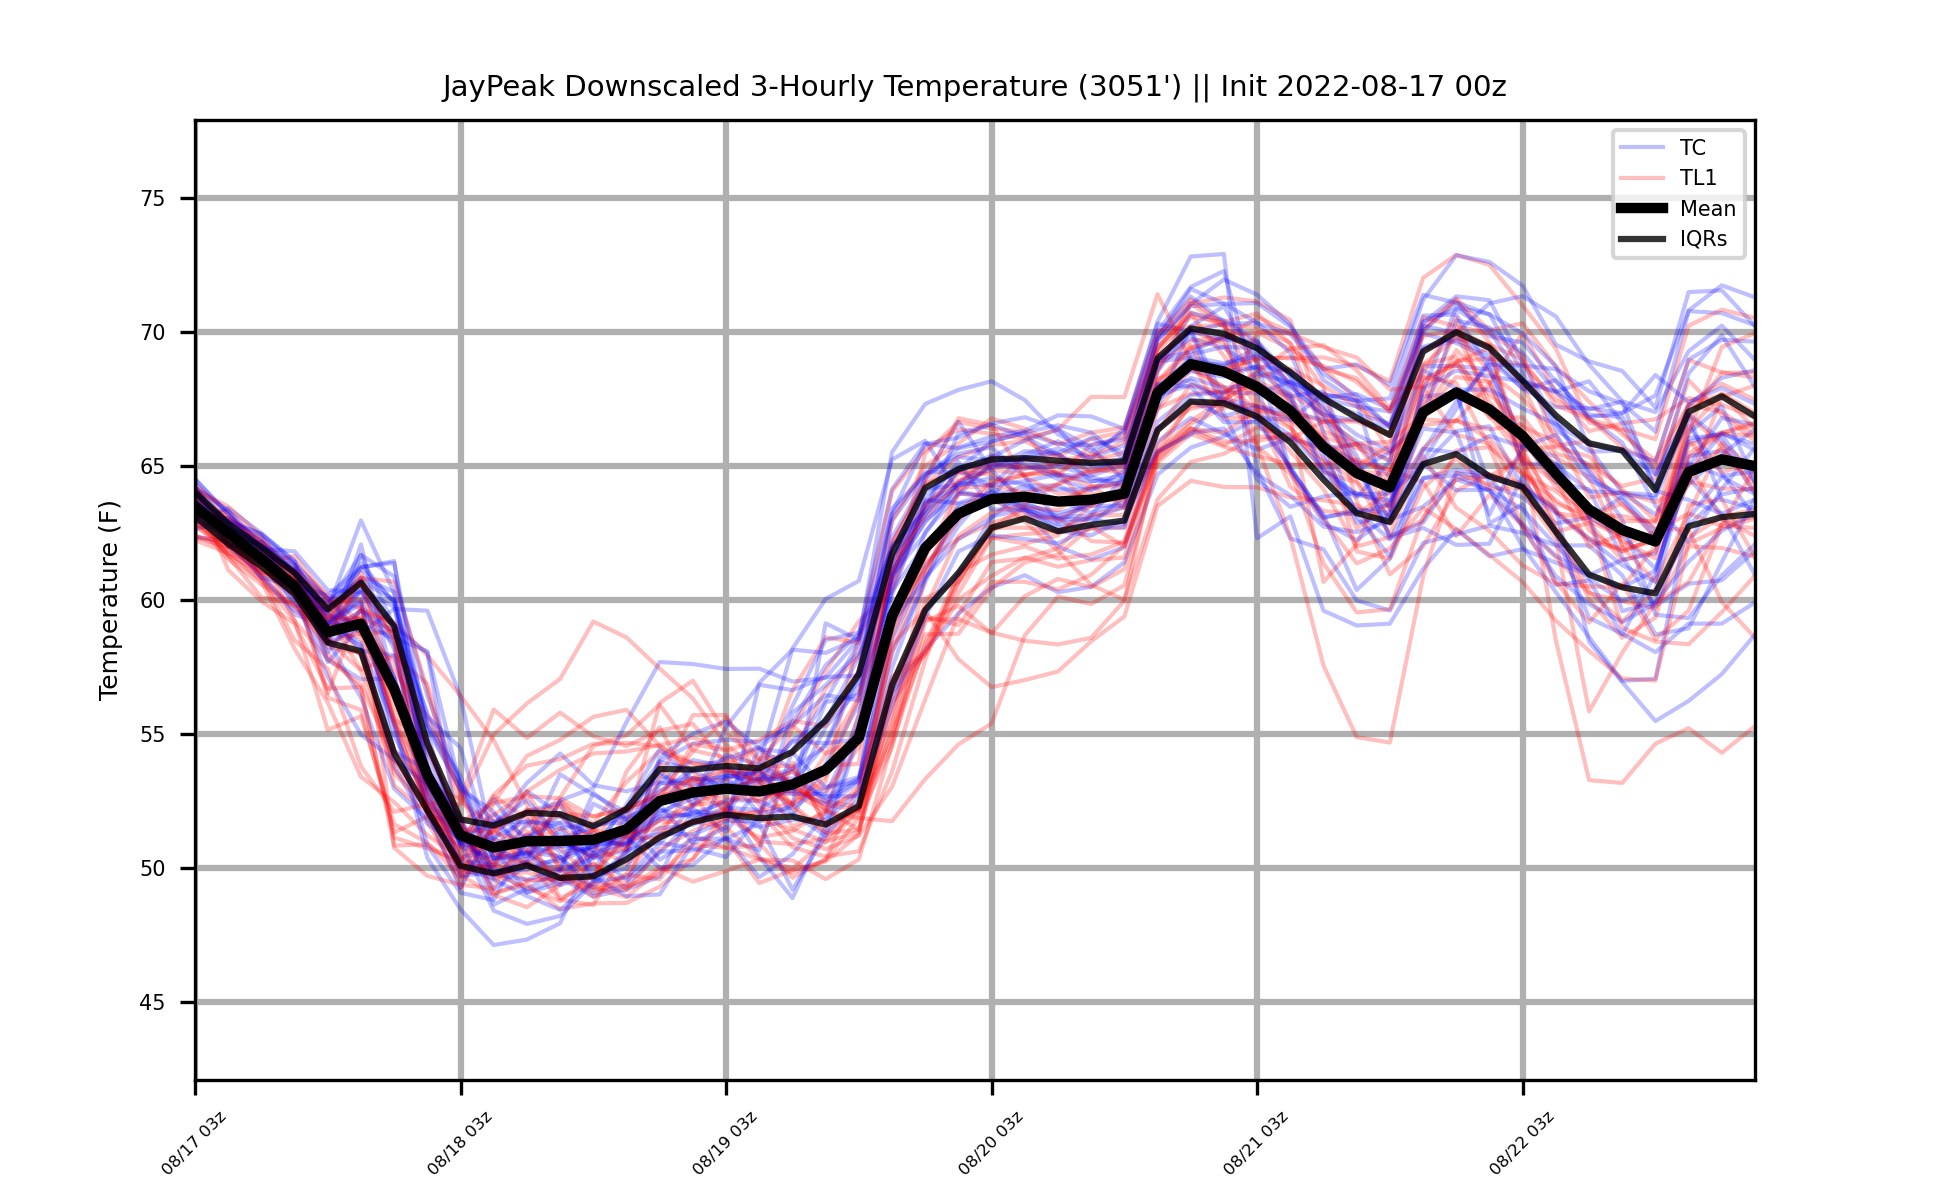 JayPeak Downscaled 3-Hourly Temperature (3051') || Init 2022-08-17 00z
TC
TL1
Mean
IQRs
Temperature (F)
75
70
65
60
55
50
45
08/17 03z
08/18 03z
08/19 03z
08/20 03z
08/21 03z
08/22 03z